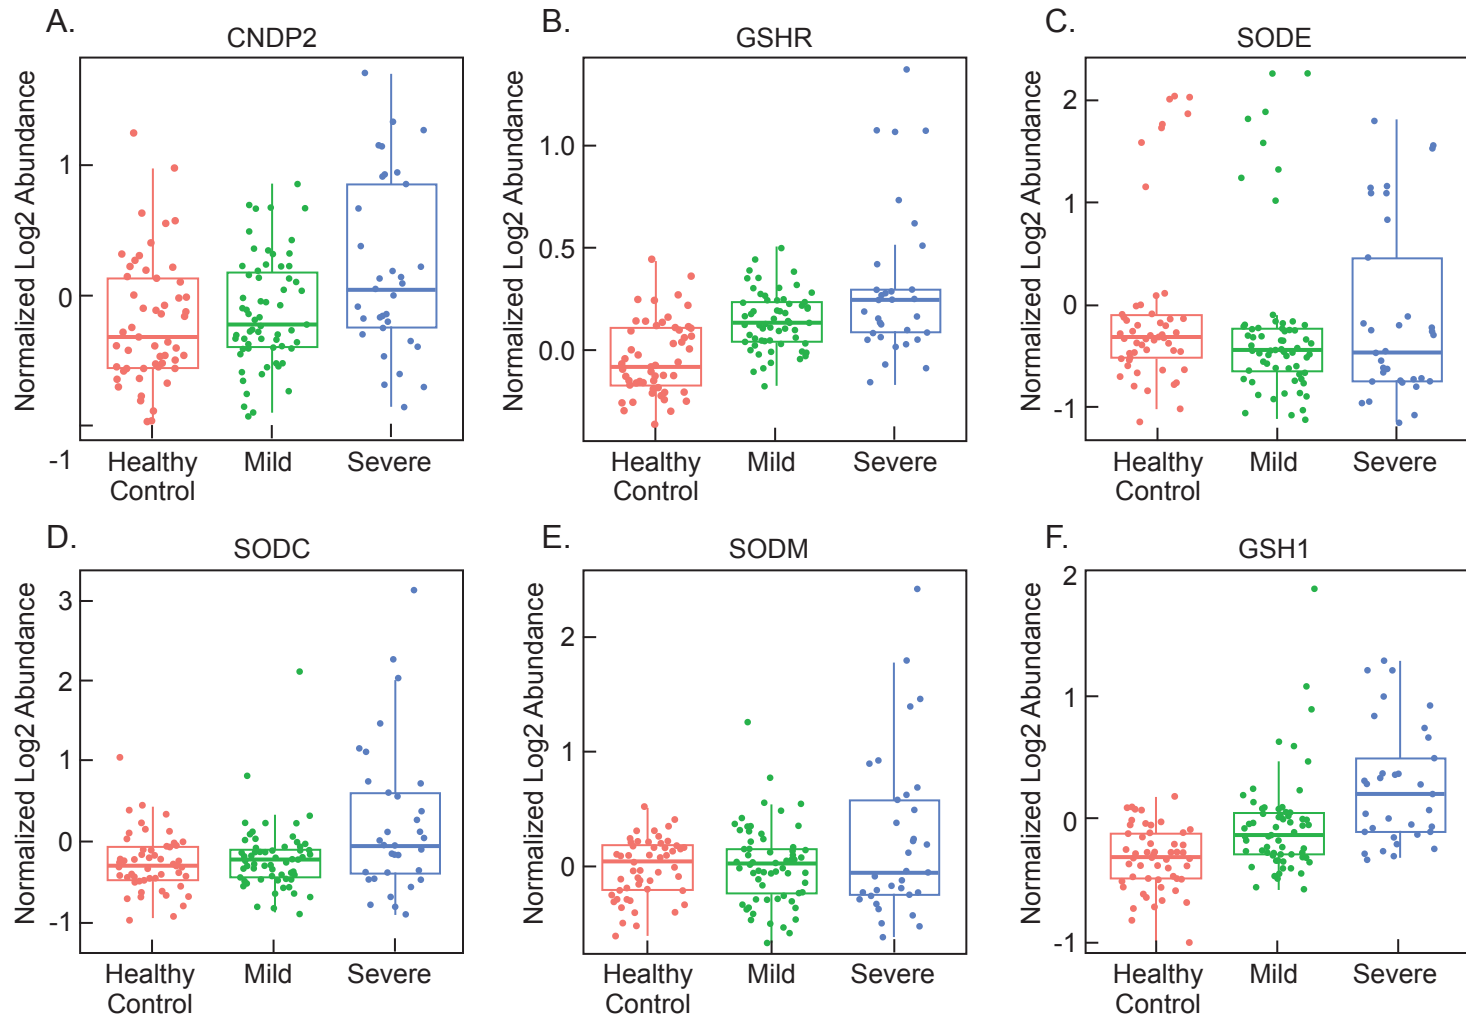 A.
CNDP2
Normalized Log2 Abundance
1
0
-1
Healthy
Control
Mild
Severe
B.
GSHR
Normalized Log2 Abundance
1.0
0.5
0.0
Healthy
Control
Mild
Severe
C.
SODE
Normalized Log2 Abundance
2
1
0
-1
Healthy
Control
Mild
Severe
D.
SODC
Normalized Log2 Abundance
3
2
1
0
-1
Healthy
Control
Mild
Severe
E.
SODM
Normalized Log2 Abundance
2
1
0
Healthy
Control
Mild
Severe
F.
GSH1
Normalized Log2 Abundance
2
1
0
-1
Healthy
Control
Mild
Severe